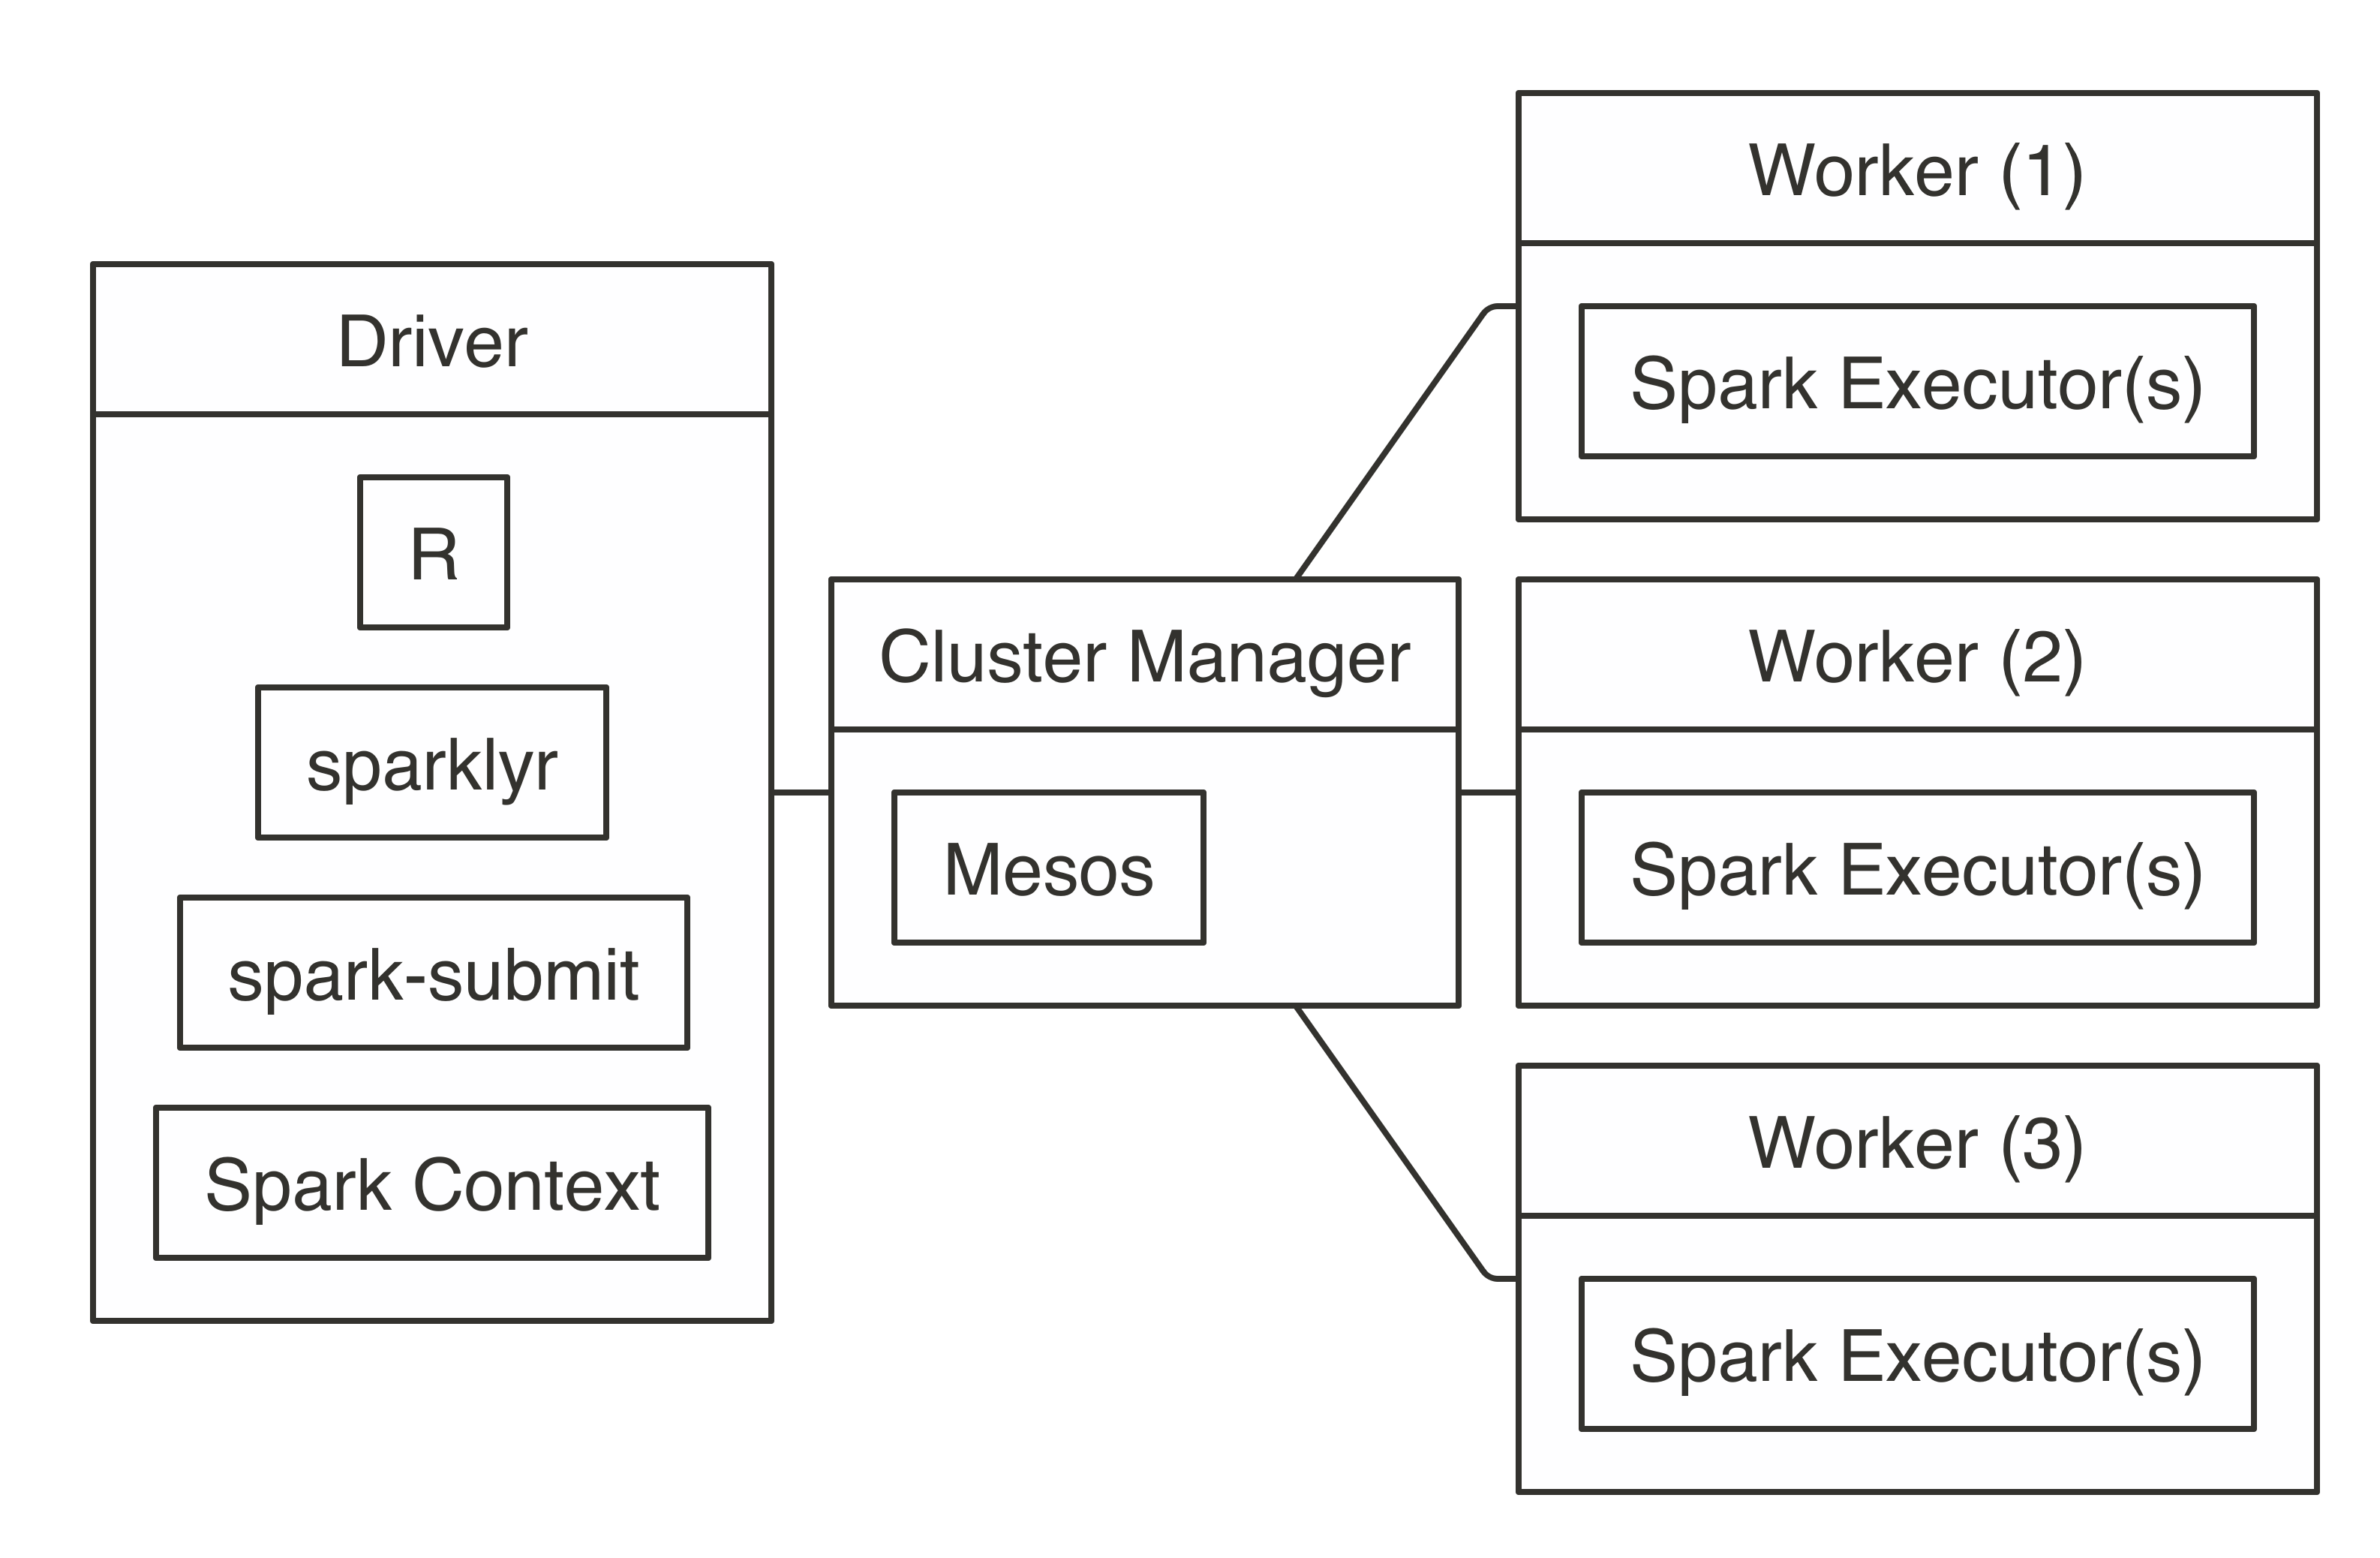 Driver
R
sparklyr
spark-submit
Spark Context
Cluster Manager
Mesos
Worker (1)
Spark Executor(s)
Worker (2)
Spark Executor(s)
Worker (3)
Spark Executor(s)